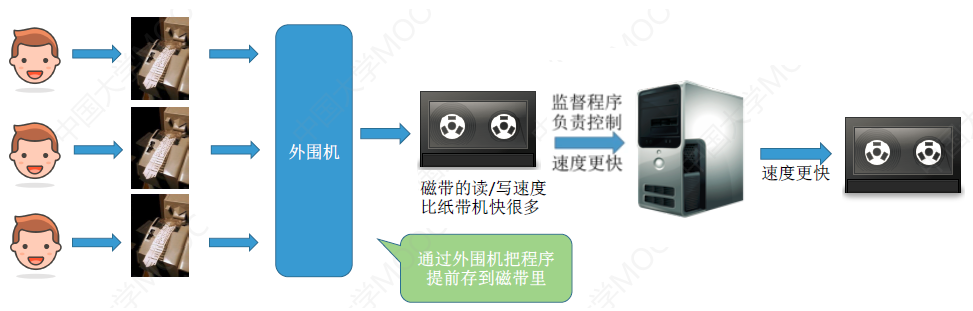 外围机
磁带的读/写速度
比纸带机快很多
监督程序
负责控制
速度更快
速度更快
通过外围机把程序
提前存到磁带里
中国大学MOOC